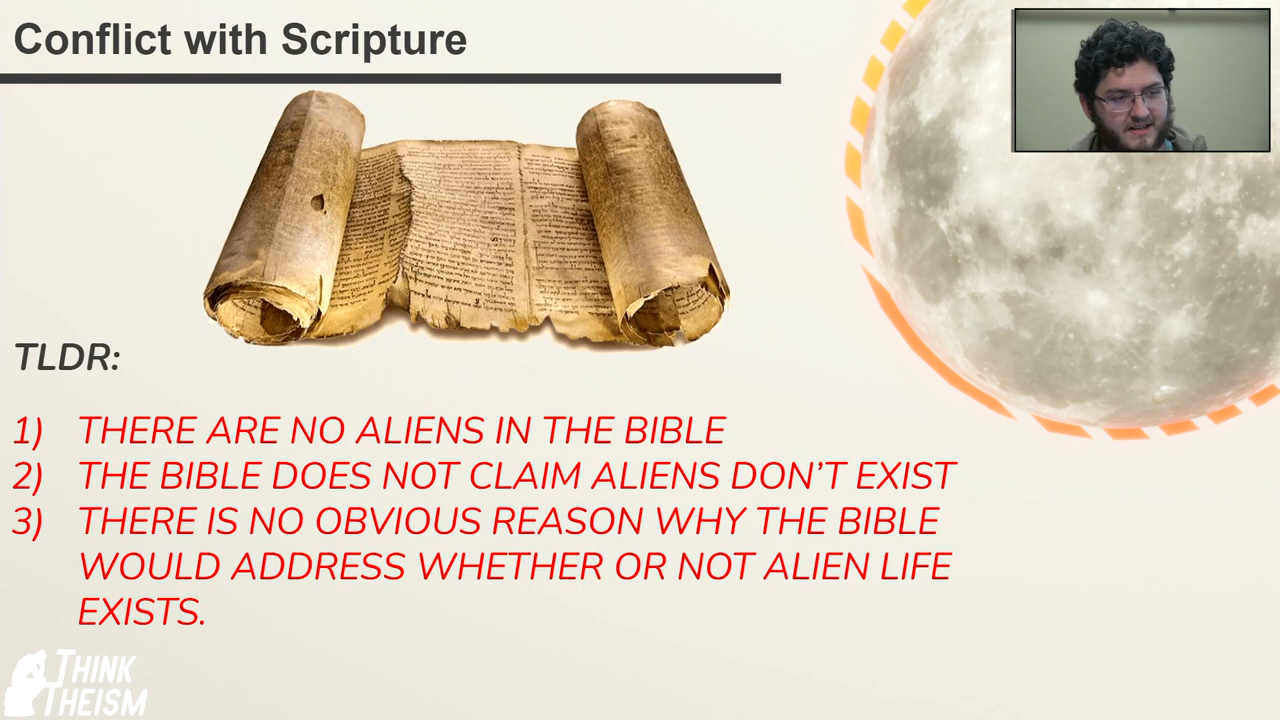 Conflict with Scripture
TLDR:
1) THERE ARE NO ALIENS IN THE BIBLE
2) THE BIBLE DOES NOT CLAIM ALIENS DON’T EXIST
3) THERE IS NO OBVIOUS REASON WHY THE BIBLE
WOULD ADDRESS WHETHER OR NOT ALIEN LIFE
EXISTS.
THINK
THEISM